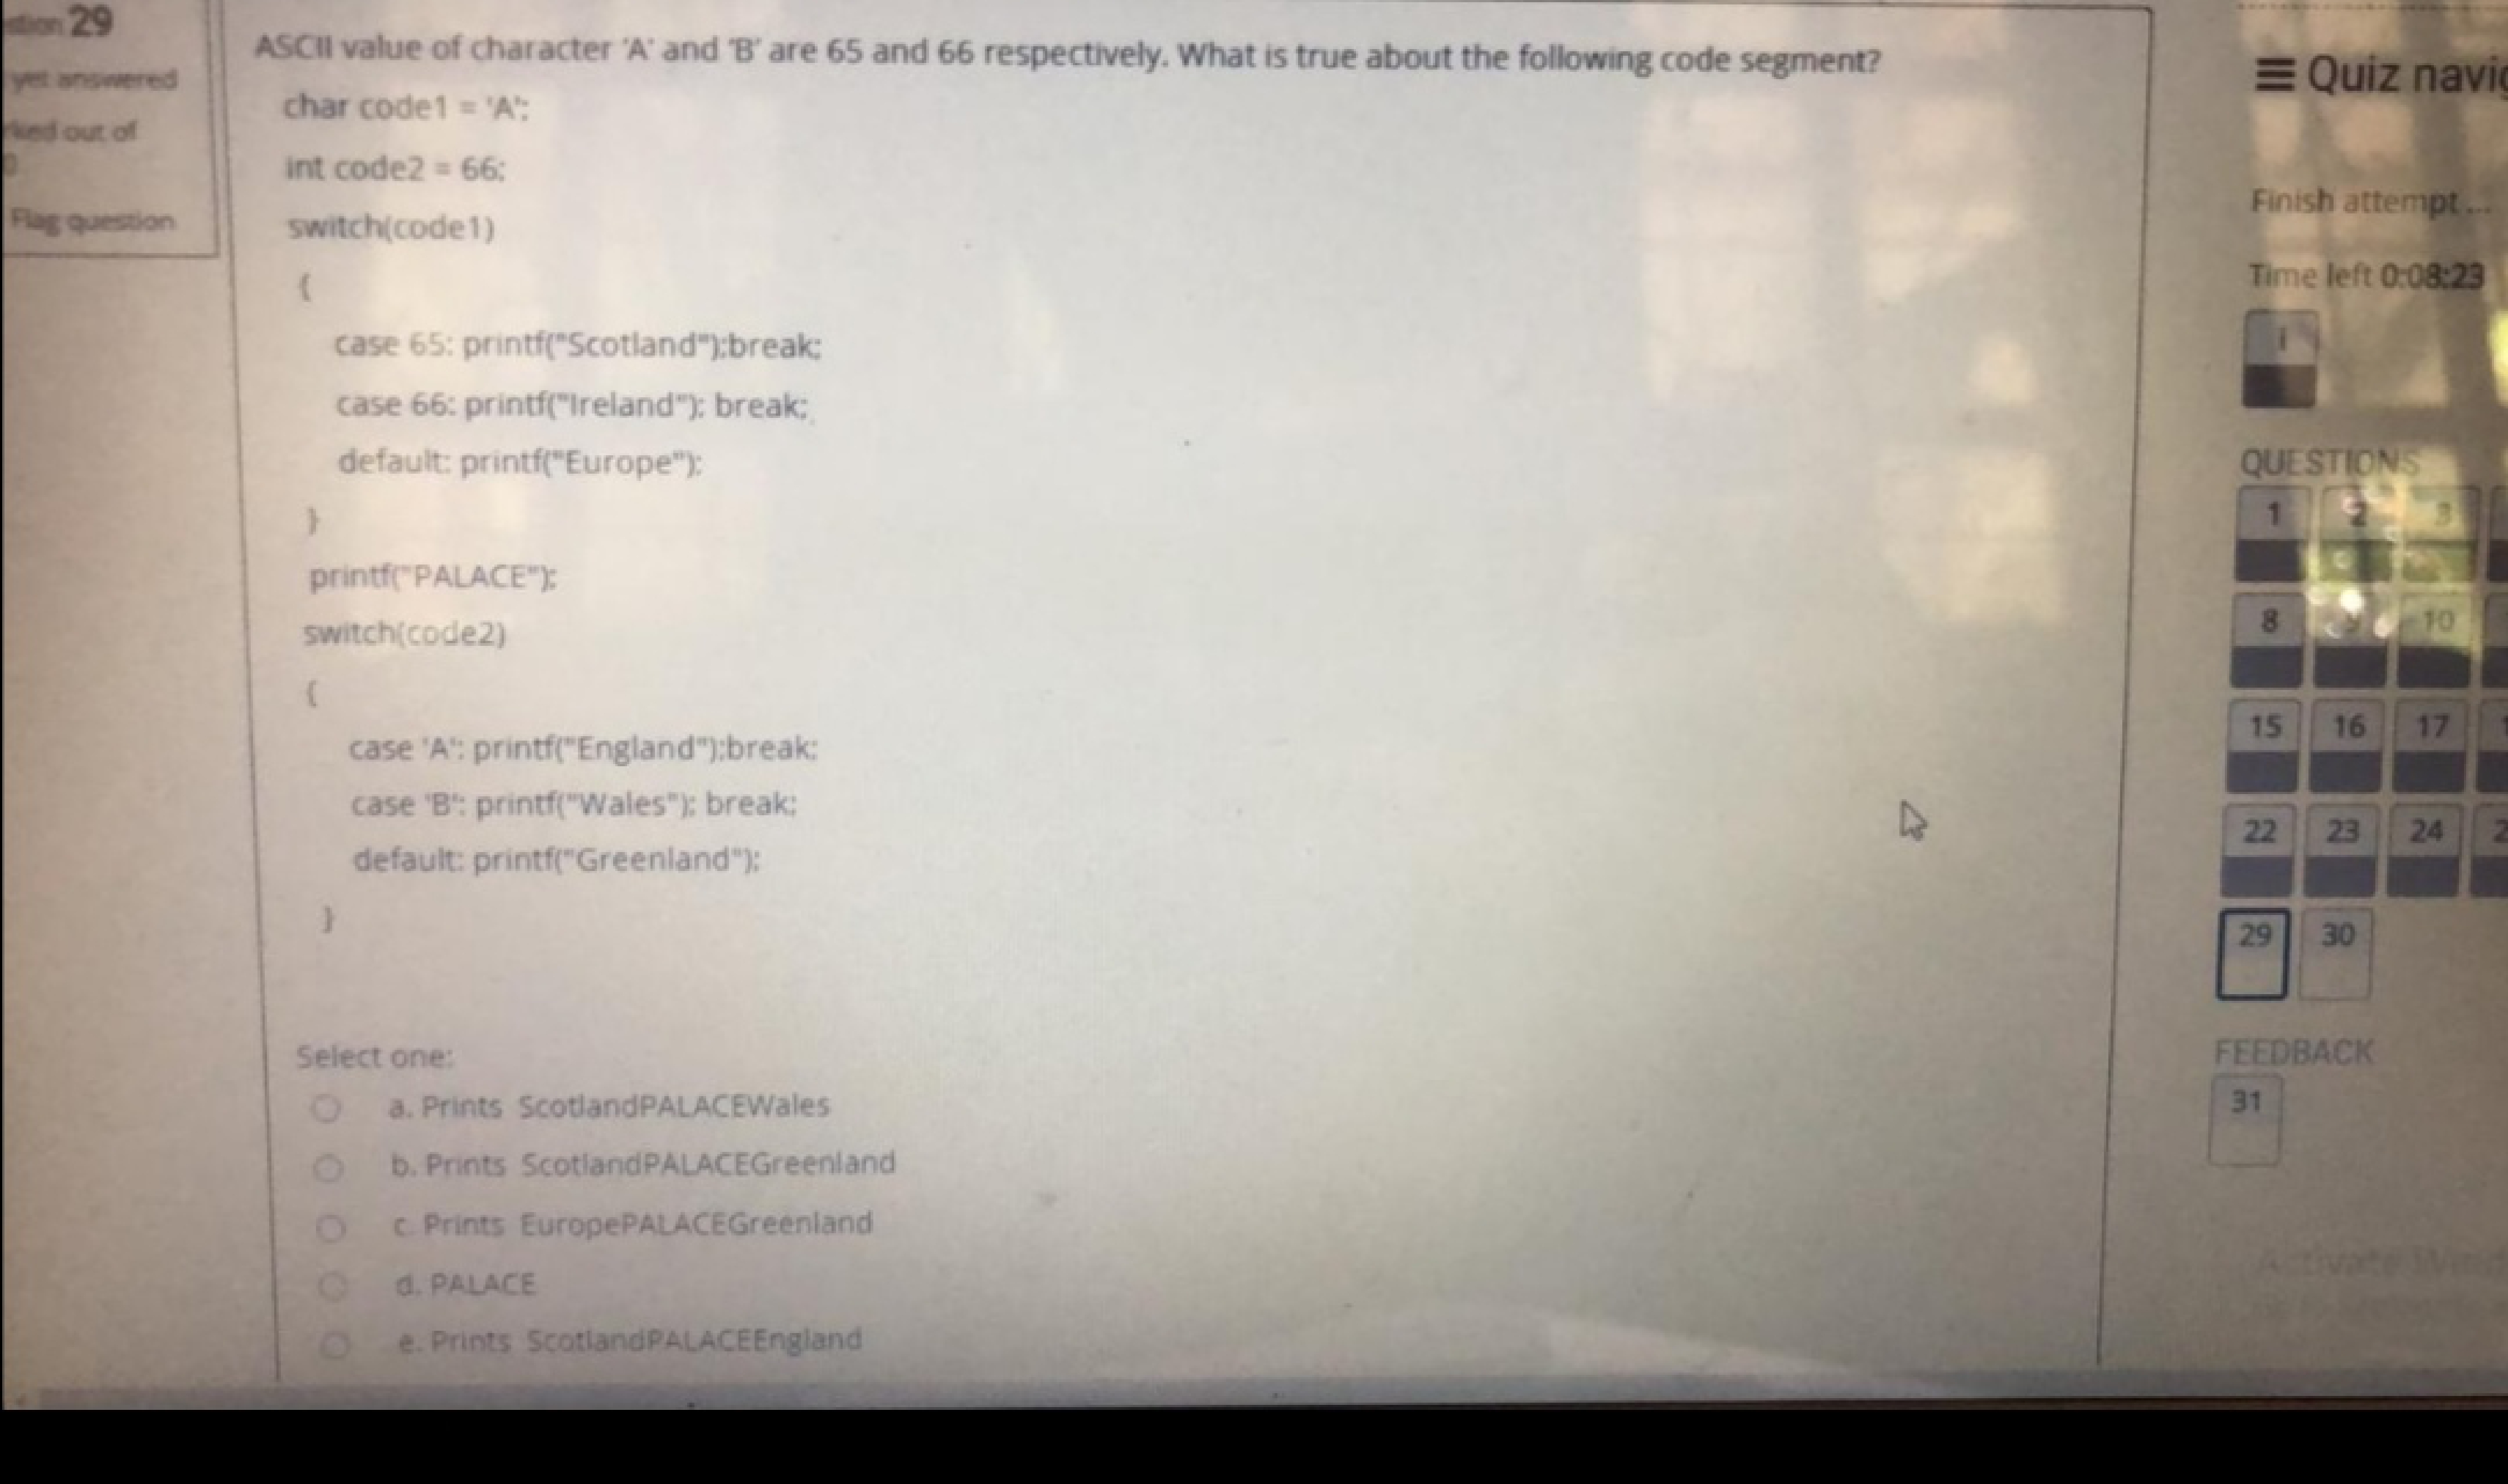 29
yet answered
out of
Flag question
ASCII value of character 'A' and 'B' are 65 and 66 respectively. What is true about the following code segment?
char code1 = 'A';
int code2 = 66;
switch(code1)
{
case 65: printf("Scotland");break;
case 66: printf("Ireland"); break;
default: printf("Europe");
}
printf("PALACE");
switch(code2)
{
case 'A': printf("England");break;
case 'B': printf("Wales"); break;
default: printf("Greenland");
}
Select one:
a. Prints ScotlandPALACEWales
b. Prints ScotlandPALACEGreenland
c. Prints EuropePALACEGreenland
d. PALACE
e. Prints ScotlandPALACEEngland
Quiz navig
Finish attempt ...
Time left 0:08:23
i
QUESTIONS
1 2 3
8 9 10
15 16 17
22 23 24 2
29 30
FEEDBACK
31
Activate Wind